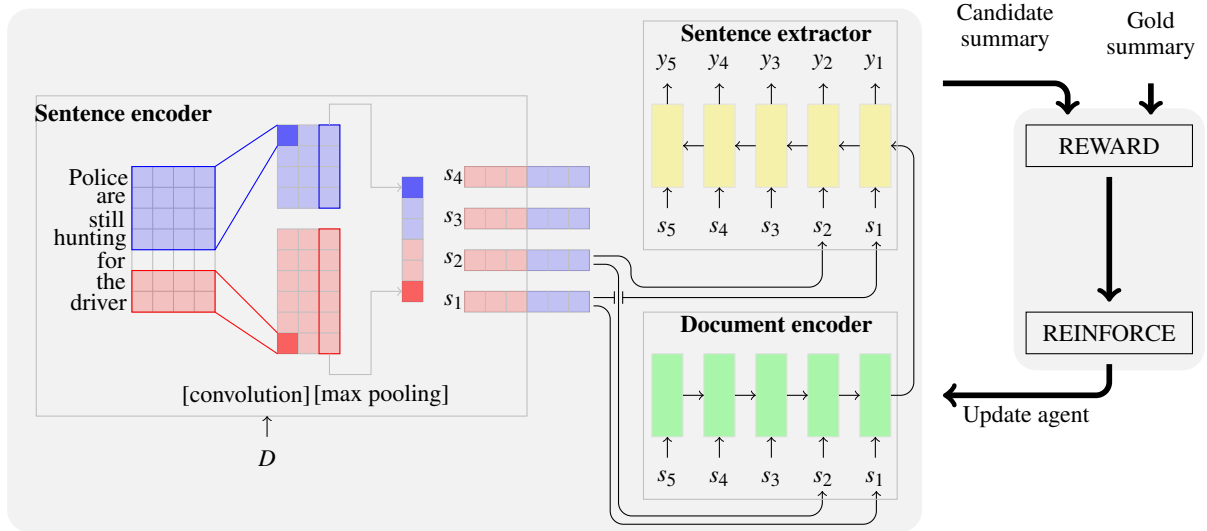 Sentence encoder
Police
are
still
hunting
for
the
driver
[convolution] [max pooling]
D
s4
s3
s2
s1
Sentence extractor
y5 y4 y3 y2 y1
s5 s4 s3 s2 s1
Document encoder
s5 s4 s3 s2 s1
Candidate
summary
Gold
summary
REWARD
REINFORCE
Update agent